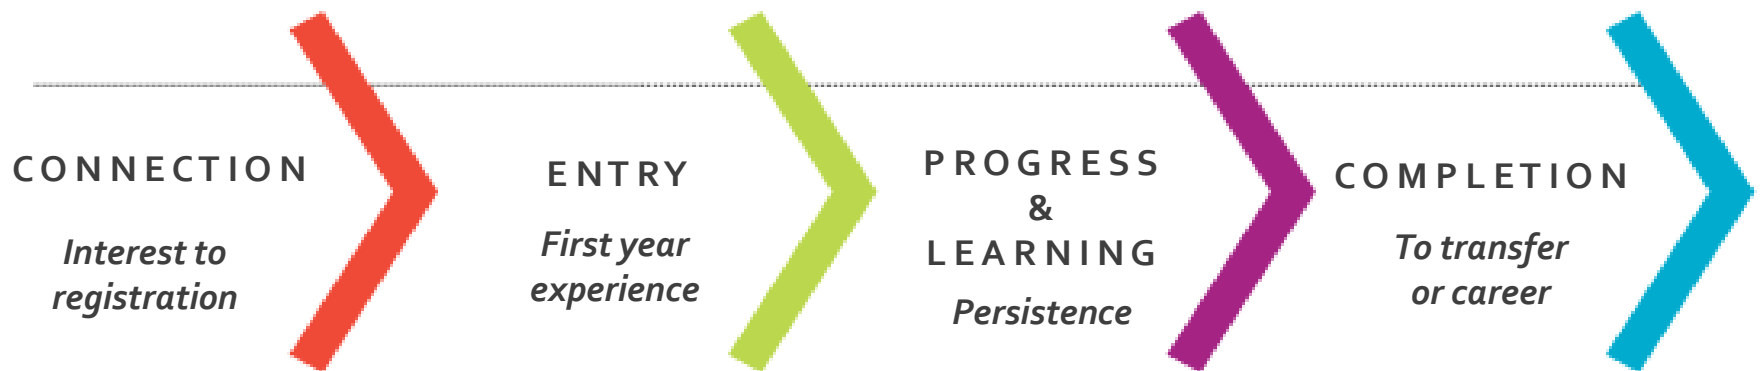 CONNECTION
Interest to
registration
ENTRY
First year
experience
PROGRESS
&
LEARNING
Persistence
COMPLETION
To transfer
or career